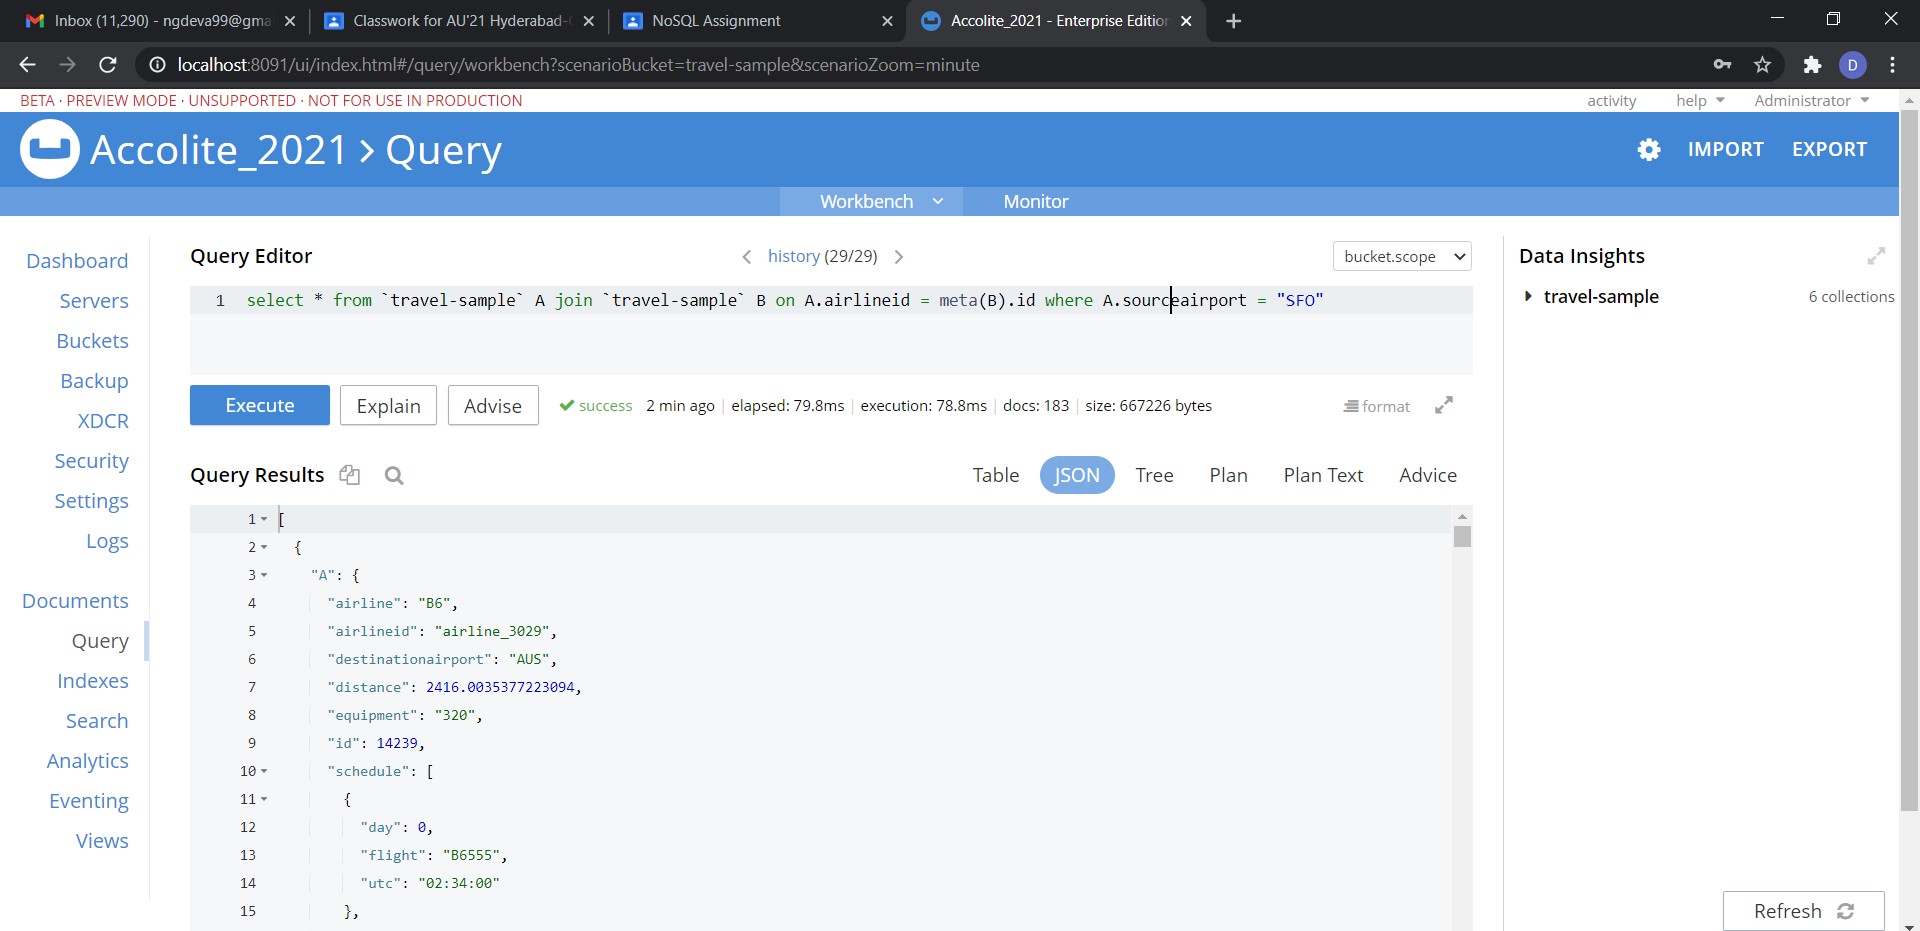 Inbox (11,290) - ngdeva99@gma
Classwork for AU'21 Hyderabad-
NoSQL Assignment
Accolite_2021 - Enterprise Edition
localhost:8091/ui/index.html#/query/workbench?scenarioBucket=travel-sample&scenarioZoom=minute
D
BETA · PREVIEW MODE · UNSUPPORTED · NOT FOR USE IN PRODUCTION
activity help Administrator
Accolite_2021 > Query
IMPORT EXPORT
Workbench Monitor
Dashboard
Servers
Buckets
Backup
XDCR
Security
Settings
Logs
Documents
Query
Indexes
Search
Analytics
Eventing
Views
Query Editor
history (29/29)
bucket.scope
1 select * from `travel-sample` A join `travel-sample` B on A.airlineid = meta(B).id where A.sourceairport = "SFO"
Execute Explain Advise
success 2 min ago elapsed: 79.8ms execution: 78.8ms docs: 183 size: 667226 bytes
format
Query Results
Table JSON Tree Plan Plan Text Advice
1 [
2 {
3 "A": {
4 "airline": "B6",
5 "airlineid": "airline_3029",
6 "destinationairport": "AUS",
7 "distance": 2416.0035377223094,
8 "equipment": "320",
9 "id": 14239,
10 "schedule": [
11 {
12 "day": 0,
13 "flight": "B6555",
14 "utc": "02:34:00"
15 },
Data Insights
travel-sample 6 collections
Refresh